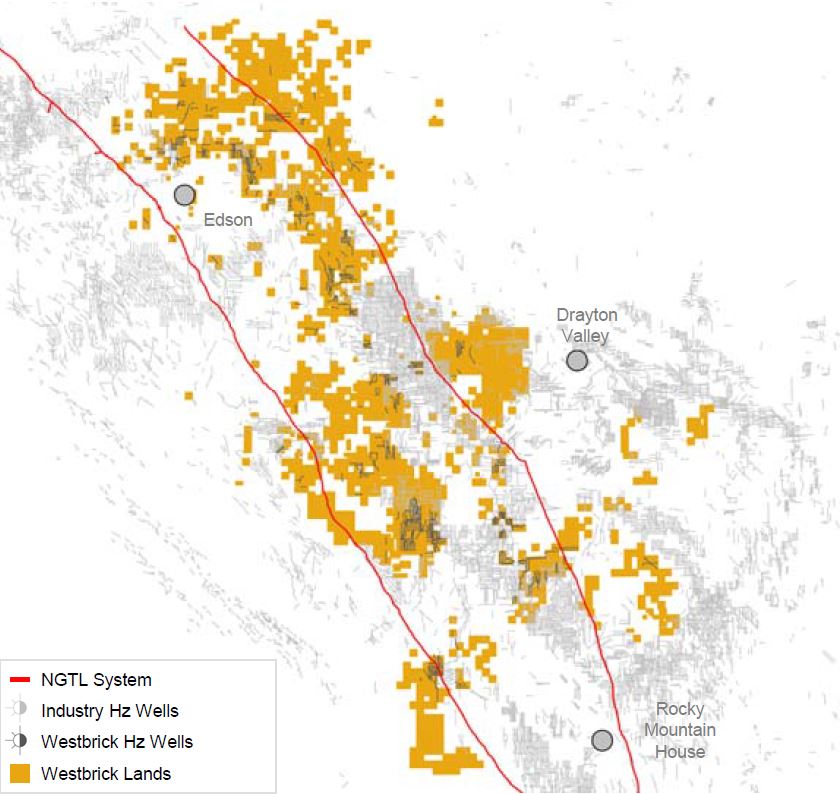 Edson
Drayton
Valley
Rocky
Mountain
House
NGTL System
Industry Hz Wells
Westbrick Hz Wells
Westbrick Lands